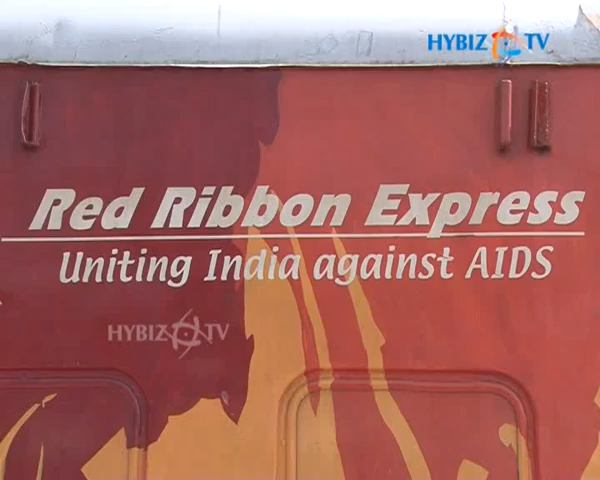 HYBIZ TV
Red Ribbon Express
Uniting India against AIDS
HYBIZ TV